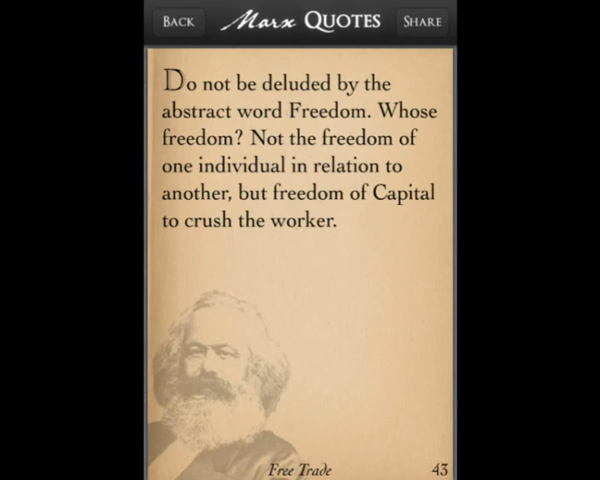 BACK
Marx QUOTES
SHARE
Do not be deluded by the
abstract word Freedom. Whose
freedom? Not the freedom of
one individual in relation to
another, but freedom of Capital
to crush the worker.
Free Trade
43